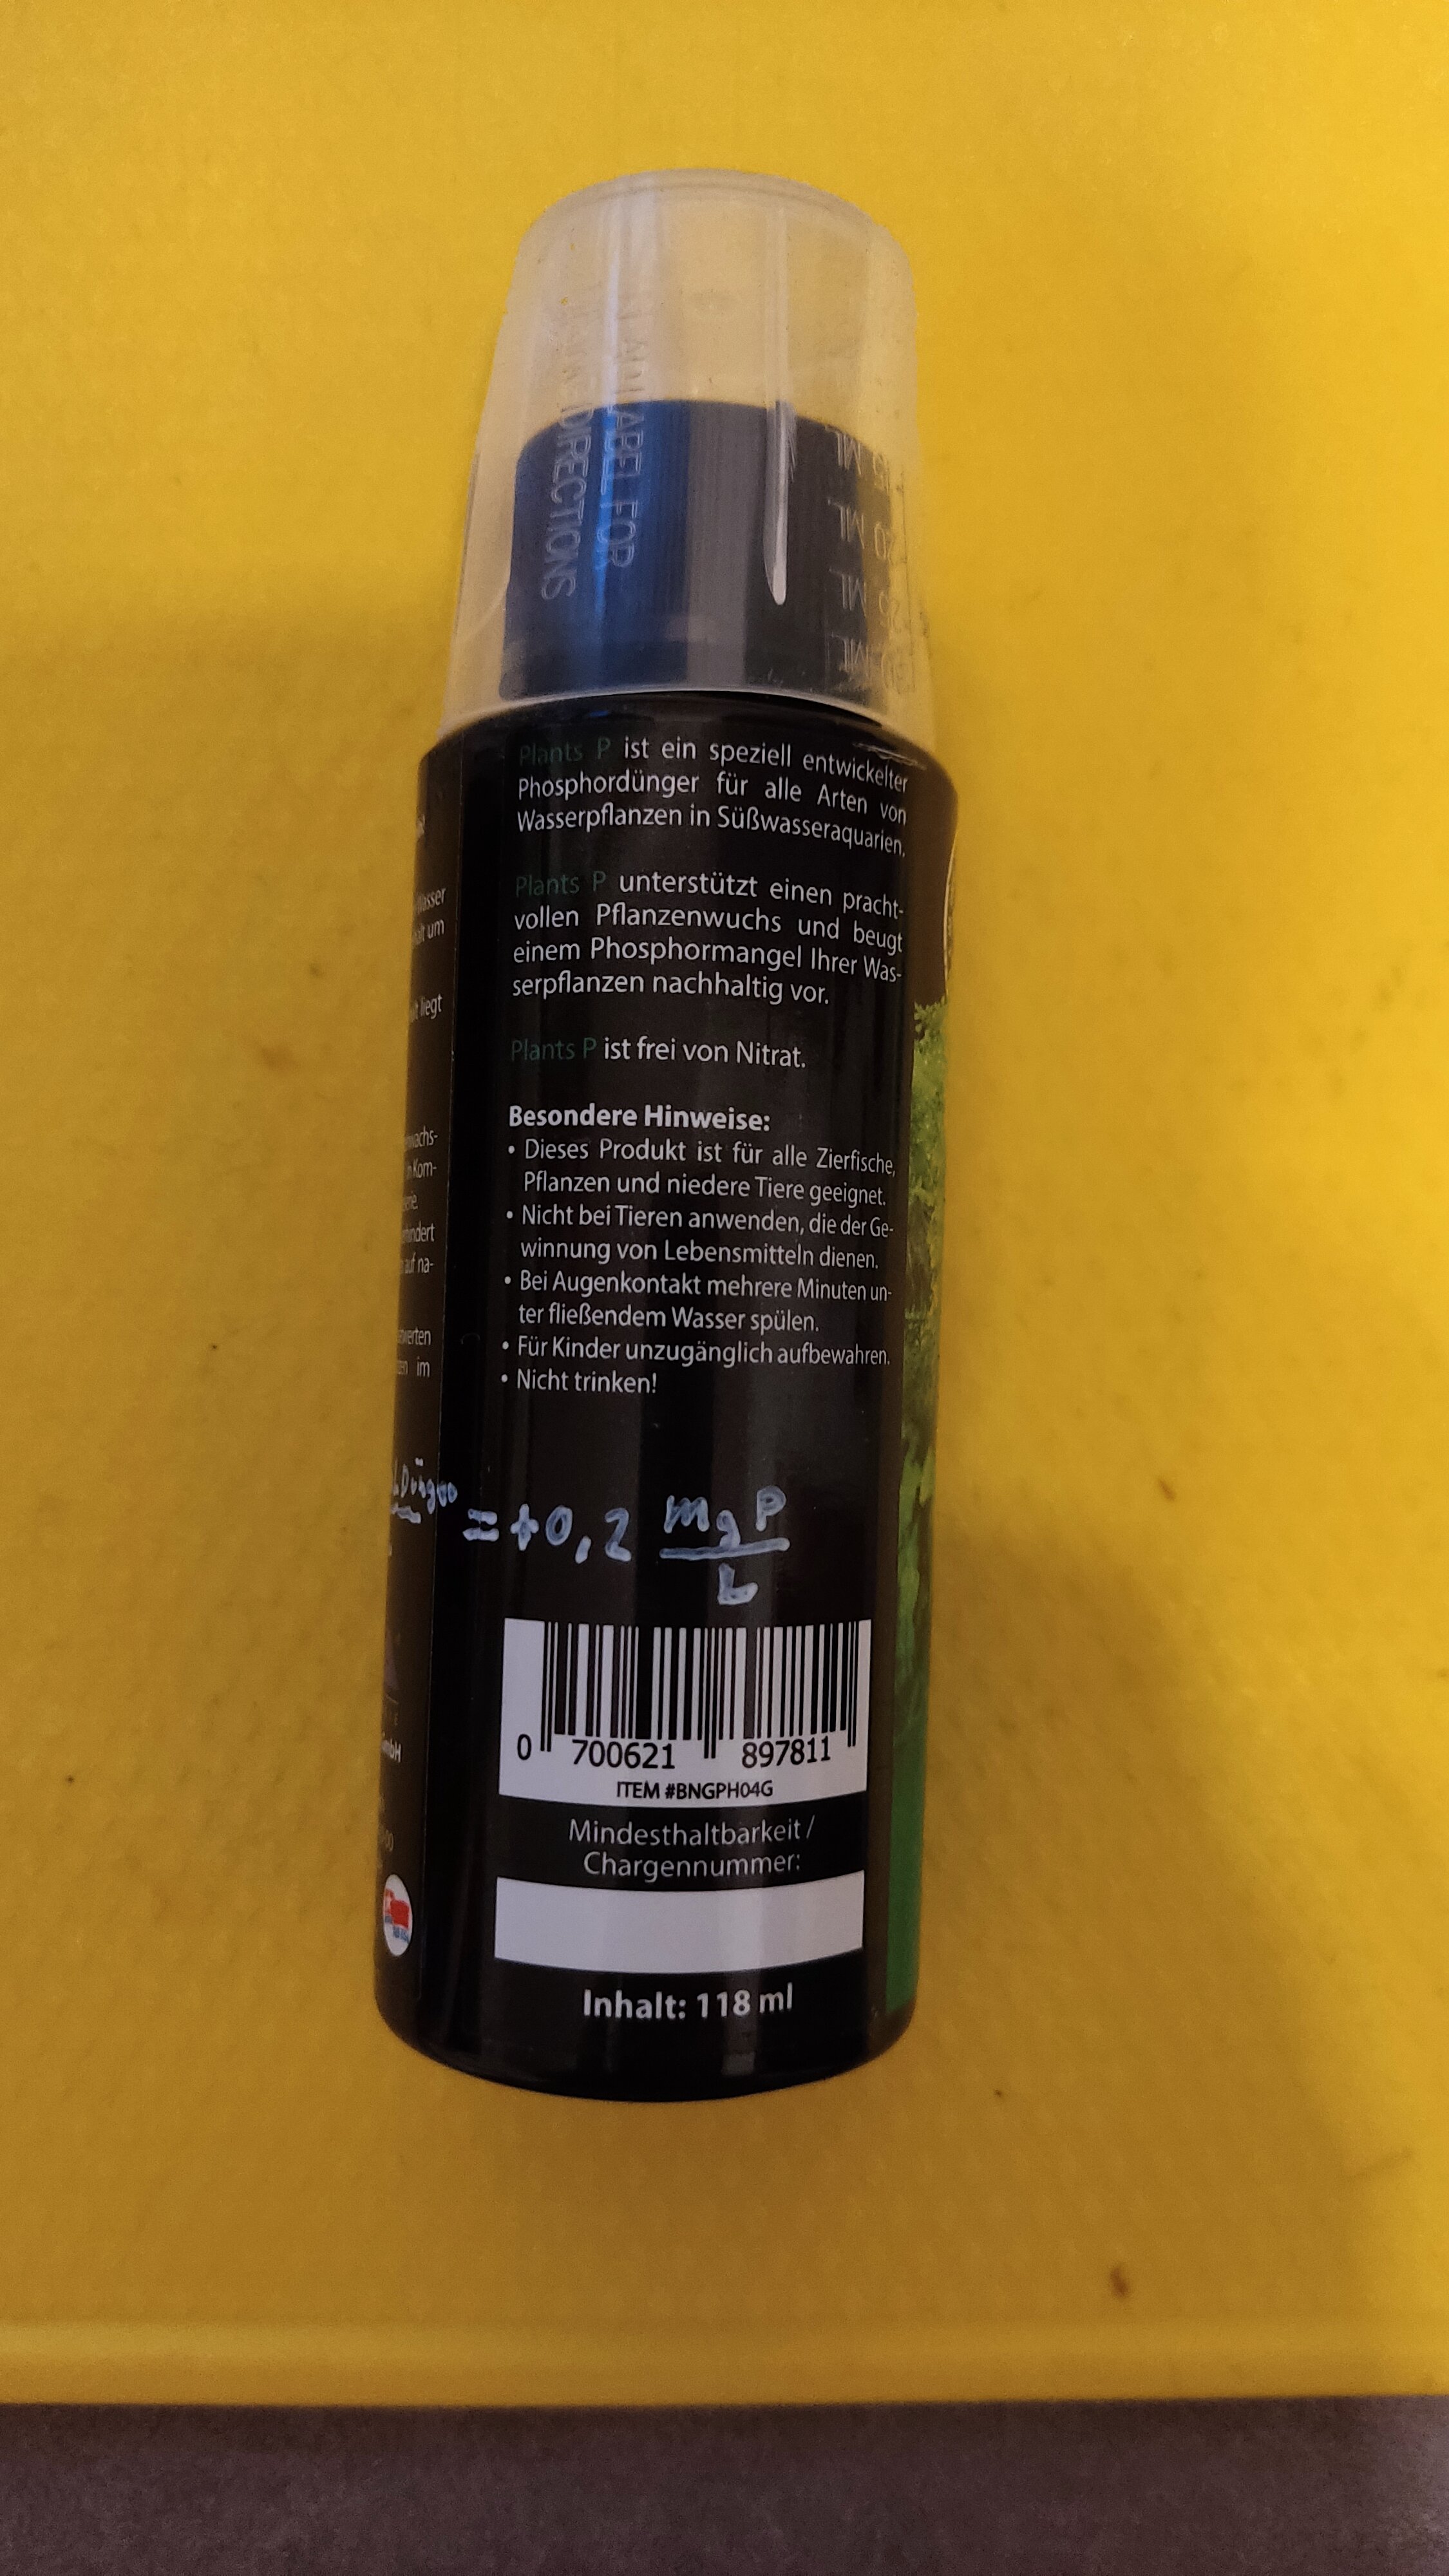 LABEL FOR
DIRECTIONS
20 ML
Plants P ist ein speziell entwickelter
Phosphordünger für alle Arten von
Wasserpflanzen in Süßwasseraquarien.
Plants P unterstützt einen pracht-
vollen Pflanzenwuchs und beugt
einem Phosphormangel Ihrer Was-
serpflanzen nachhaltig vor.
Plants P ist frei von Nitrat.
Besondere Hinweise:
• Dieses Produkt ist für alle Zierfische,
Pflanzen und niedere Tiere geeignet.
• Nicht bei Tieren anwenden, die der Ge-
winnung von Lebensmitteln dienen.
• Bei Augenkontakt mehrere Minuten un-
ter fließendem Wasser spülen.
• Für Kinder unzugänglich aufbewahren.
• Nicht trinken!
= +0,2 mg P
L
0 700621 897811
ITEM #BNGPH04G
Mindesthaltbarkeit /
Chargennummer:
Inhalt: 118 ml
um
liegt
im
GmbH